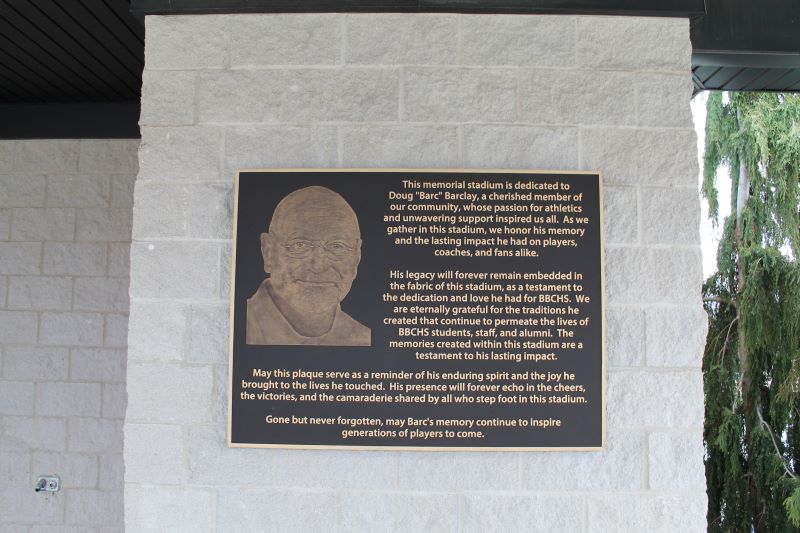 This memorial stadium is dedicated to
Doug "Barc" Barclay, a cherished member of
our community, whose passion for athletics
and unwavering support inspired us all. As we
gather in this stadium, we honor his memory
and the lasting impact he had on players,
coaches, and fans alike.
His legacy will forever remain embedded in
the fabric of this stadium, as a testament to
the dedication and love he had for BBCHS. We
are eternally grateful for the traditions he
created that continue to permeate the lives of
BBCHS students, staff, and alumni. The
memories created within this stadium are a
testament to his lasting impact.
May this plaque serve as a reminder of his enduring spirit and the joy he
brought to the lives he touched. His presence will forever echo in the cheers,
the victories, and the camaraderie shared by all who step foot in this stadium.
Gone but never forgotten, may Barc's memory continue to inspire
generations of players to come.